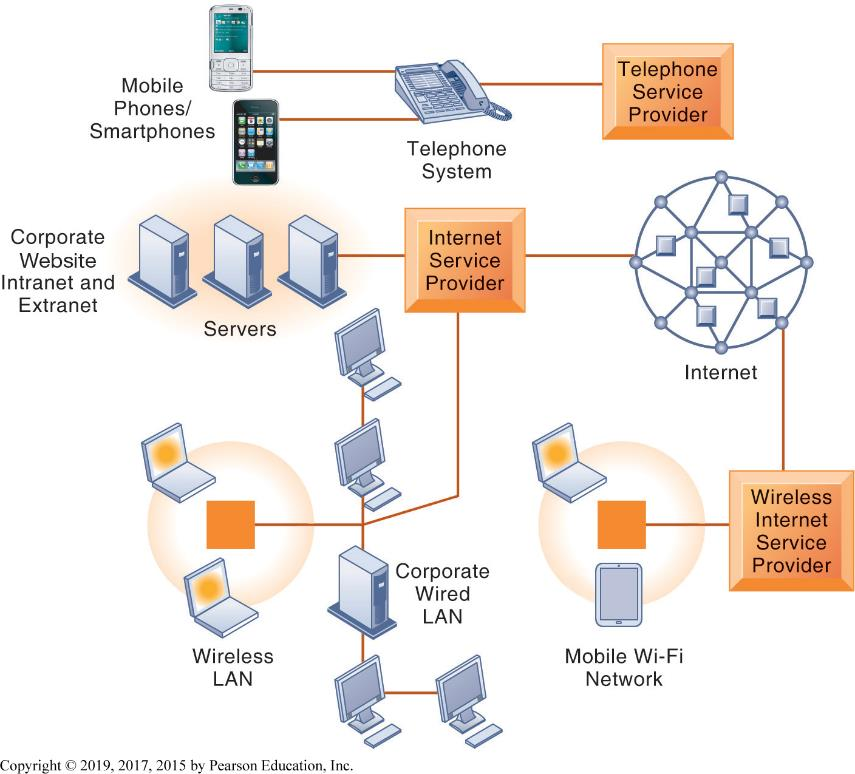 Mobile
Phones/
Smartphones
Telephone
System
Telephone
Service
Provider
Corporate
Website
Intranet and
Extranet
Servers
Internet
Service
Provider
Internet
Wireless
LAN
Corporate
Wired
LAN
Mobile Wi-Fi
Network
Wireless
Internet
Service
Provider
Copyright © 2019, 2017, 2015 by Pearson Education, Inc.